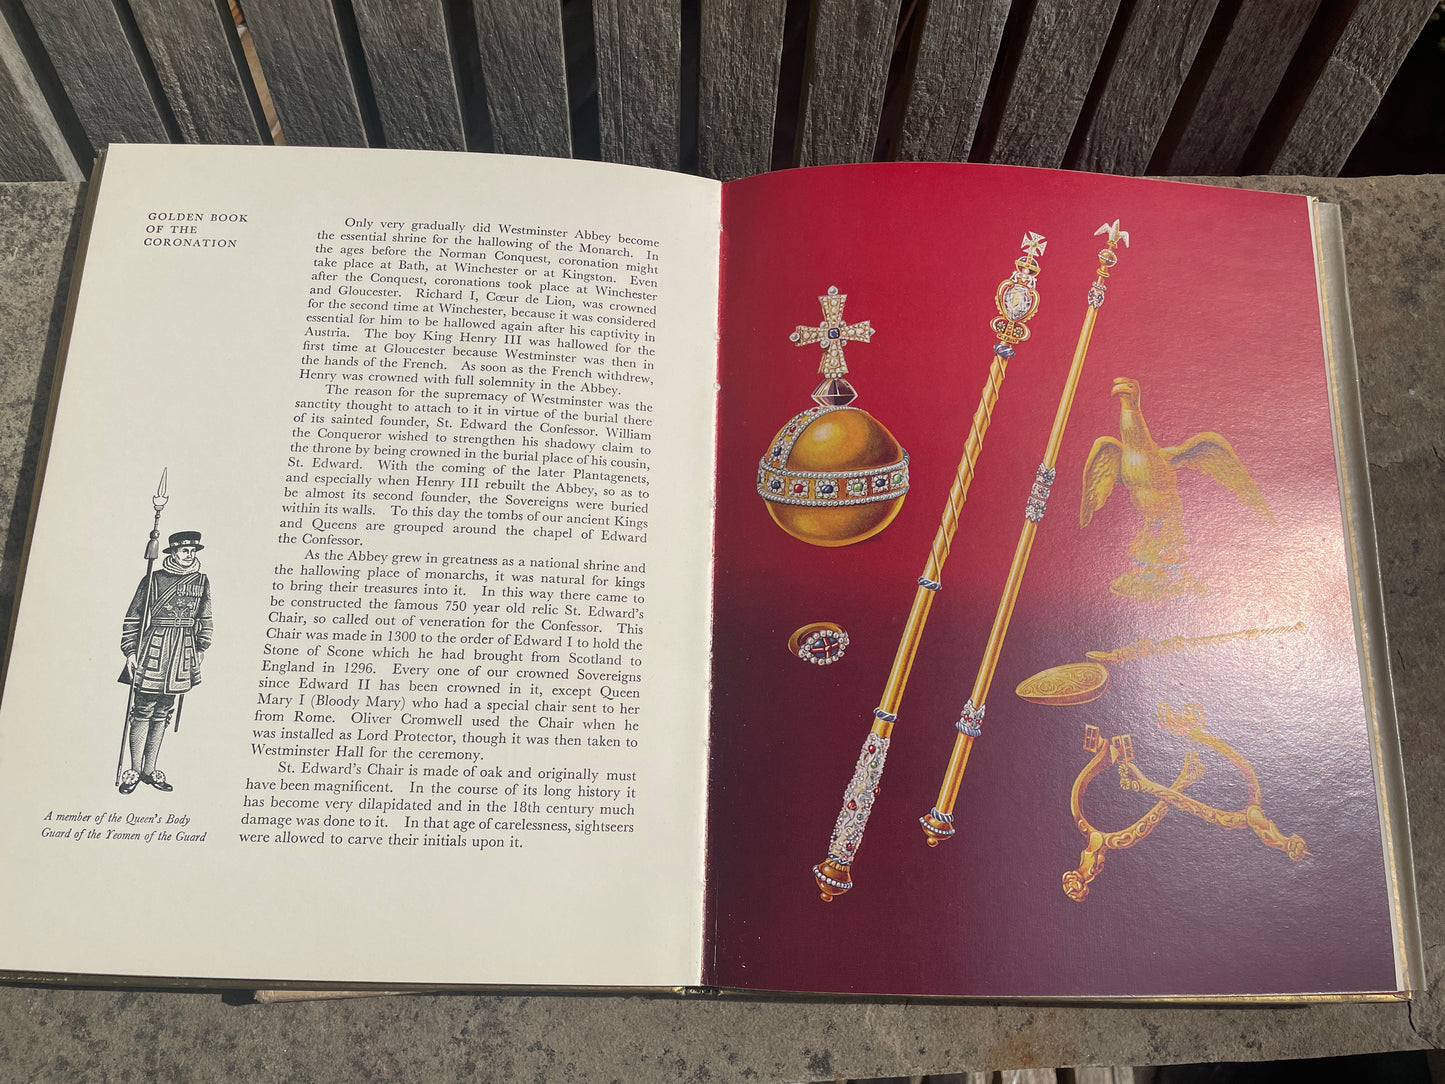 GOLDEN BOOK
OF THE
CORONATION
Only very gradually did Westminster Abbey become
the essential shrine for the hallowing of the Monarch. In
the ages before the Norman Conquest, coronation might
take place at Bath, at Winchester or at Kingston. Even
after the Conquest, coronations took place at Winchester
and Gloucester. Richard I, Cœur de Lion, was crowned
for the second time at Winchester, because it was considered
essential for him to be hallowed again after his captivity in
Austria. The boy King Henry III was hallowed for the
first time at Gloucester because Westminster was then in
the hands of the French. As soon as the French withdrew,
Henry was crowned with full solemnity in the Abbey.
The reason for the supremacy of Westminster was the
sanctity thought to attach to it in virtue of the burial there
of its sainted founder, St. Edward the Confessor. William
the Conqueror wished to strengthen his shadowy claim to
the throne by being crowned in the burial place of his cousin,
St. Edward. With the coming of the later Plantagenets,
and especially when Henry III rebuilt the Abbey, so as to
be almost its second founder, the Sovereigns were buried
within its walls. To this day the tombs of our ancient Kings
and Queens are grouped around the chapel of Edward
the Confessor.
As the Abbey grew in greatness as a national shrine and
the hallowing place of monarchs, it was natural for kings
to bring their treasures into it. In this way there came to
be constructed the famous 750 year old relic St. Edward's
Chair, so called out of veneration for the Confessor. This
Chair was made in 1300 to the order of Edward I to hold the
Stone of Scone which he had brought from Scotland to
England in 1296. Every one of our crowned Sovereigns
since Edward II has been crowned in it, except Queen
Mary I (Bloody Mary) who had a special chair sent to her
from Rome. Oliver Cromwell used the Chair when he
was installed as Lord Protector, though it was then taken to
Westminster Hall for the ceremony.
St. Edward's Chair is made of oak and originally must
have been magnificent. In the course of its long history it
has become very dilapidated and in the 18th century much
damage was done to it. In that age of carelessness, sightseers
were allowed to carve their initials upon it.
A member of the Queen's Body
Guard of the Yeomen of the Guard